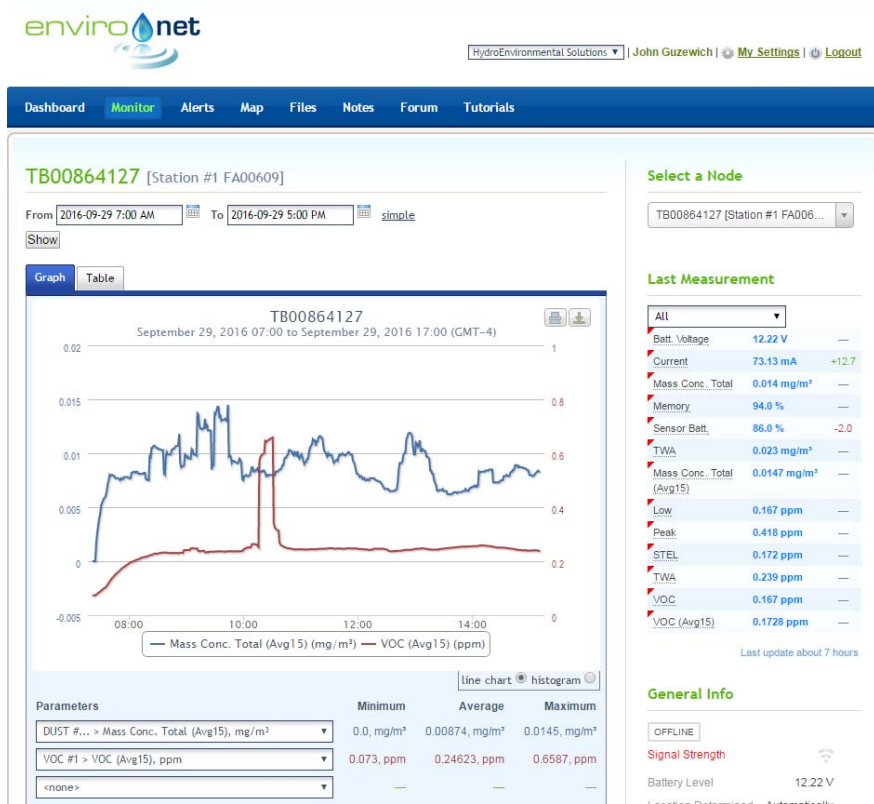 enviro net
HydroEnvironmental Solutions ▼ | John Guzewich | My Settings | Logout
Dashboard Monitor Alerts Map Files Notes Forum Tutorials
TB00864127 [Station #1 FA00609]
From 2016-09-29 7:00 AM To 2016-09-29 5:00 PM simple
Show
Graph Table
TB00864127
September 29, 2016 07:00 to September 29, 2016 17:00 (GMT-4)
0.02 1
0.015 0.8
0.01 0.6
0.005 0.4
0 0.2
-0.005 0
08:00 10:00 12:00 14:00
Mass Conc. Total (Avg15) (mg/m³) VOC (Avg15) (ppm)
line chart histogram
Parameters Minimum Average Maximum
DUST #... > Mass Conc. Total (Avg15), mg/m³ ▼ 0.0, mg/m³ 0.00874, mg/m³ 0.0145, mg/m³
VOC #1 > VOC (Avg15), ppm ▼ 0.073, ppm 0.24623, ppm 0.6587, ppm
<none> ▼ — — —
Select a Node
TB00864127 [Station #1 FA006... ▼
Last Measurement
All ▼
Batt. Voltage 12.22 V —
Current 73.13 mA +12.7
Mass Conc. Total 0.014 mg/m³ —
Memory 94.0 % —
Sensor Batt. 86.0 % -2.0
TWA 0.023 mg/m³ —
Mass Conc. Total 0.0147 mg/m³ —
(Avg15)
Low 0.167 ppm —
Peak 0.418 ppm —
STEL 0.172 ppm —
TWA 0.239 ppm —
VOC 0.167 ppm —
VOC (Avg15) 0.1728 ppm —
Last update about 7 hours
General Info
OFFLINE
Signal Strength
Battery Level 12.22 V
Location Determined Automatically